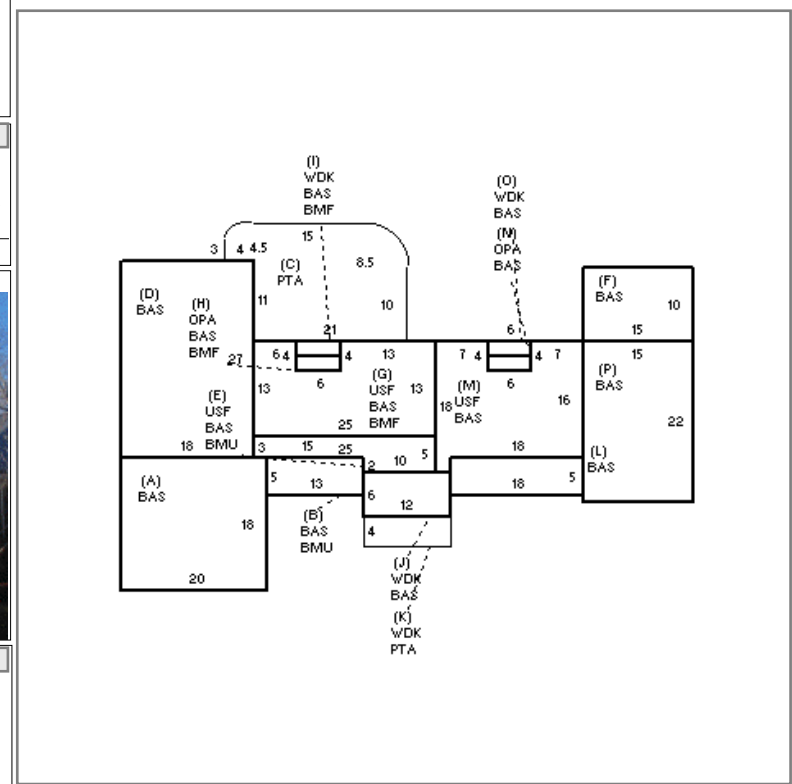 (I)
WDK
BAS
BMF
(O)
WDK
BAS
(N)
OPA
BAS
3 4 4.5
15
8.5
(C)
PTA
(D)
BAS
(F)
BAS
10
11
10
(H)
OPA
BAS
BMF
21
6
15
6 4
4
13
7 4
4 7
15
27
6
6
(P)
BAS
(G)
USF
BAS
BMF
13
13
(M)
USF
BAS
(E)
USF
BAS
BMU
18
16
22
25
18
3
15
25
10
5
18
2
(L)
BAS
(A)
BAS
5
13
6
18
5
12
18
(B)
BAS
BMU
4
20
(J)
WDK
BAS
(K)
WDK
PTA